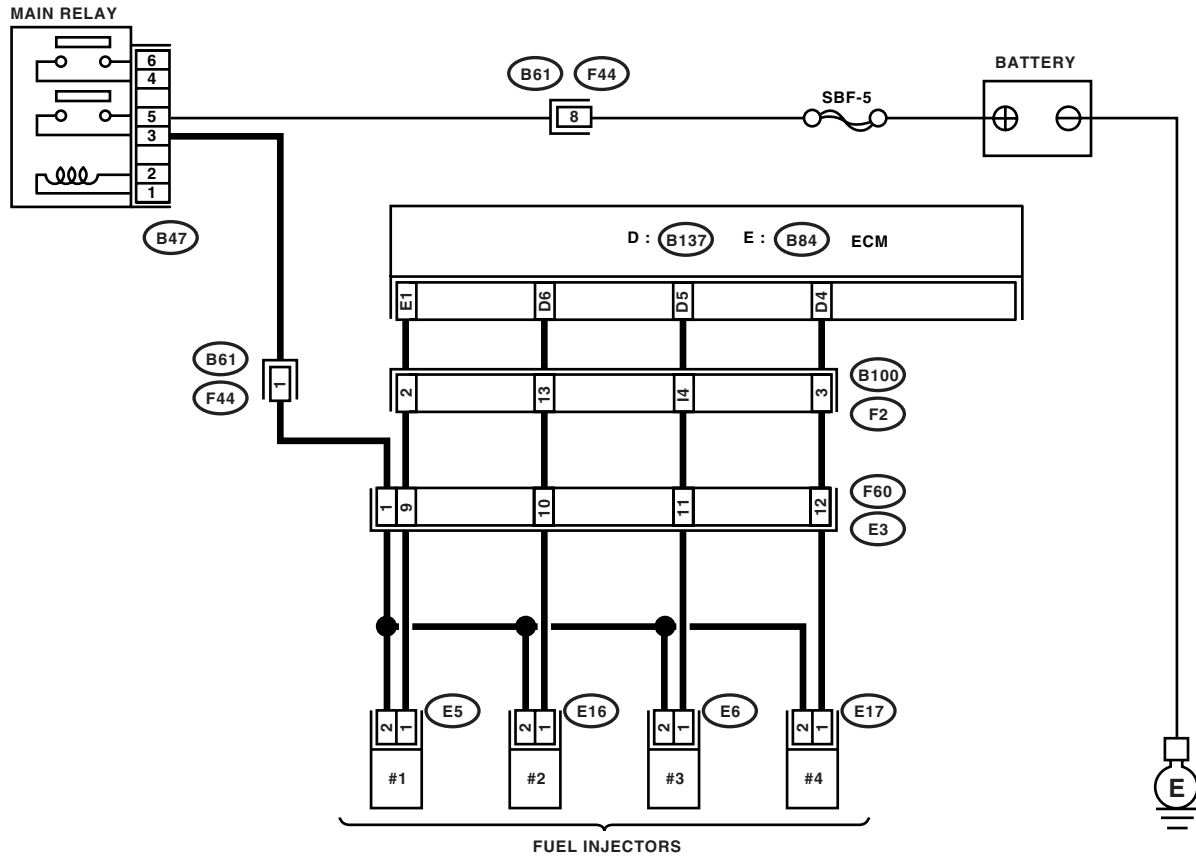 MAIN RELAY
6
4
5
3
2
1
B47
B61 F44
8
SBF-5
BATTERY
D : B137 E : B84 ECM
E1 D6 D5 D4
B61
F44
1
2 13 I4 3
B100
F2
1 9 10 11 12
F60
E3
2 1 E5
2 1 E16
2 1 E6
2 1 E17
#1 #2 #3 #4
E
FUEL INJECTORS